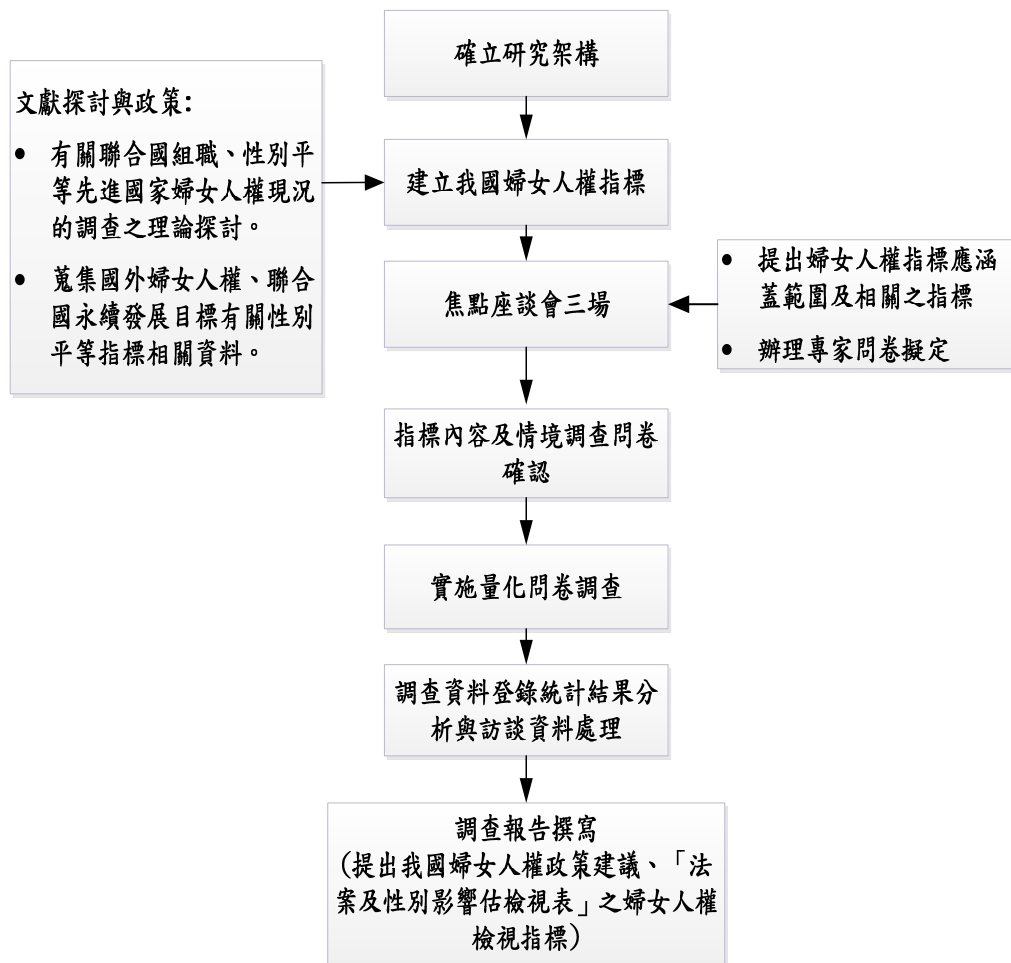 確立研究架構
文獻探討與政策:
• 有關聯合國組職、性別平
等先進國家婦女人權現況
的調查之理論探討。
• 蒐集國外婦女人權、聯合
國永續發展目標有關性別
平等指標相關資料。
建立我國婦女人權指標
焦點座談會三場
• 提出婦女人權指標應涵
蓋範圍及相關之指標
• 辦理專家問卷擬定
指標內容及情境調查問卷
確認
實施量化問卷調查
調查資料登錄統計結果分
析與訪談資料處理
調查報告撰寫
(提出我國婦女人權政策建議、「法
案及性別影響估檢視表」之婦女人權
檢視指標)